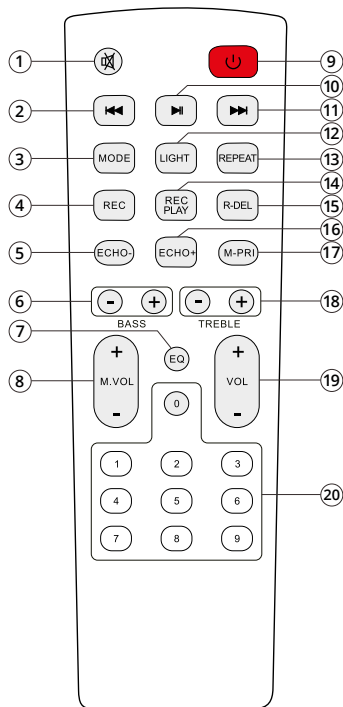 1 9
10
2 11
12
MODE LIGHT REPEAT
3 13
14
REC REC PLAY R-DEL
4 15
16
ECHO- ECHO+ M-PRI
5 17
6 - + - + 18
BASS TREBLE
7 EQ
+ +
8 M.VOL VOL 19
- -
0
1 2 3
4 5 6
20
7 8 9